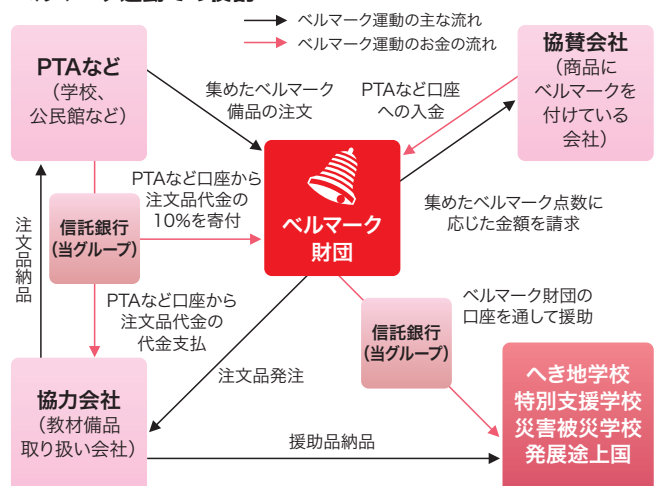 ベルマーク運動の主な流れ
ベルマーク運動のお金の流れ
PTAなど
(学校、
公民館など)
集めたベルマーク
備品の注文
PTAなど口座
への入金
協賛会社
(商品に
ベルマークを
付けている
会社)
PTAなど口座から
注文品代金の
10%を寄付
ベルマーク
財団
集めたベルマーク点数に
応じた金額を請求
注文品納品
信託銀行
(当グループ)
PTAなど口座から
注文品代金の
代金支払
ベルマーク財団の
口座を通して援助
信託銀行
(当グループ)
注文品発注
協力会社
(教材備品
取り扱い会社)
援助品納品
へき地学校
特別支援学校
災害被災学校
発展途上国